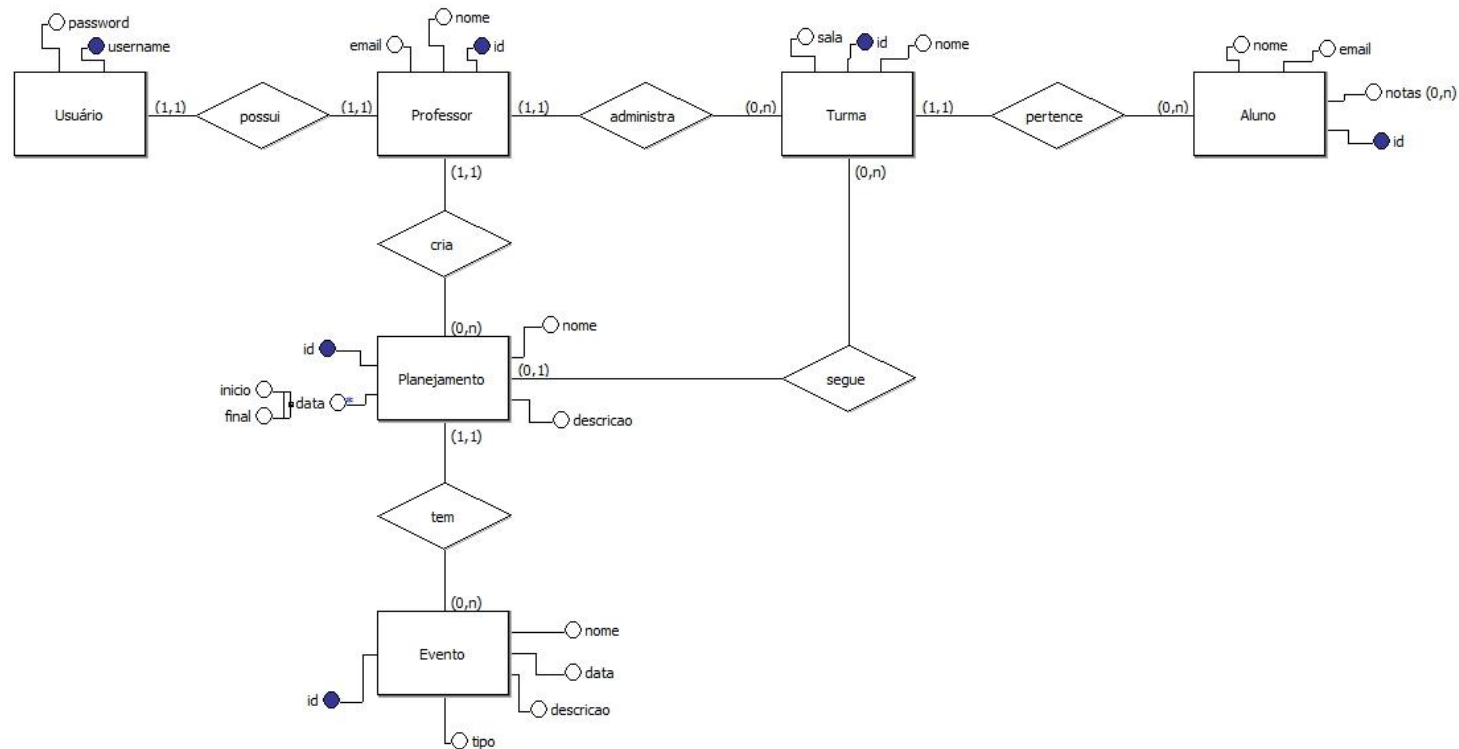 password
username
Usuário
(1,1)
possui
(1,1)
nome
email
id
Professor
(1,1)
administra
(0,n)
sala
id
nome
Turma
(1,1)
pertence
(0,n)
nome
email
notas (0,n)
id
Aluno
(1,1)
cria
(0,n)
(0,n)
segue
(0,1)
nome
id
Planejamento
inicio
final
data
*
descricao
(1,1)
tem
(0,n)
Evento
nome
data
descricao
id
tipo